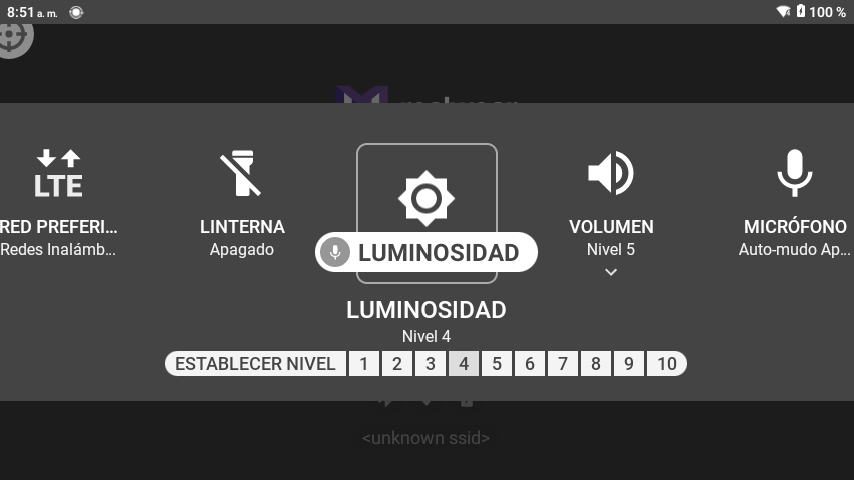 8:51 a. m.
100 %
LTE
RED PREFERI...
Redes Inalámb...
LINTERNA
Apagado
LUMINOSIDAD
VOLUMEN
Nivel 5
MICRÓFONO
Auto-mudo Ap...
LUMINOSIDAD
Nivel 4
ESTABLECER NIVEL 1 2 3 4 5 6 7 8 9 10
<unknown ssid>